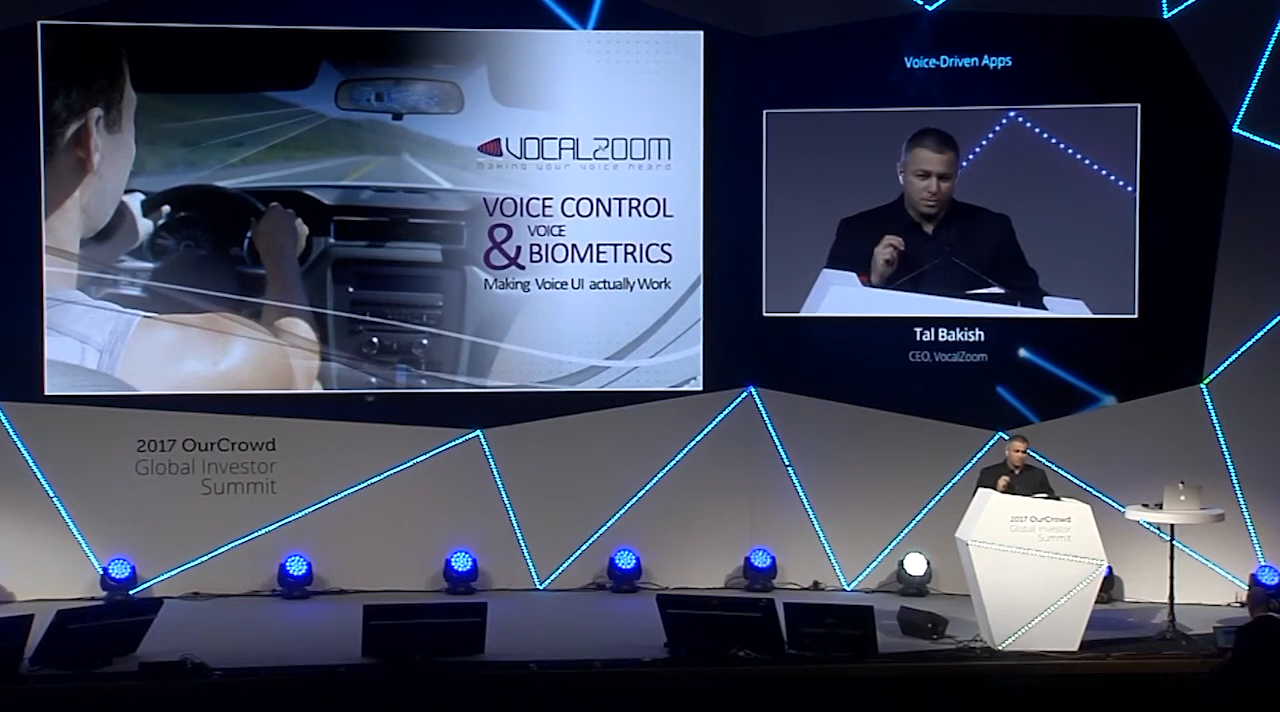 VOCALZOOM
making your voice heard
VOICE CONTROL
& VOICE
BIOMETRICS
Making Voice UI actually Work
Voice-Driven Apps
Tal Bakish
CEO, VocalZoom
2017 OurCrowd
Global Investor
Summit
2017 OurCrowd
Global Investor
Summit